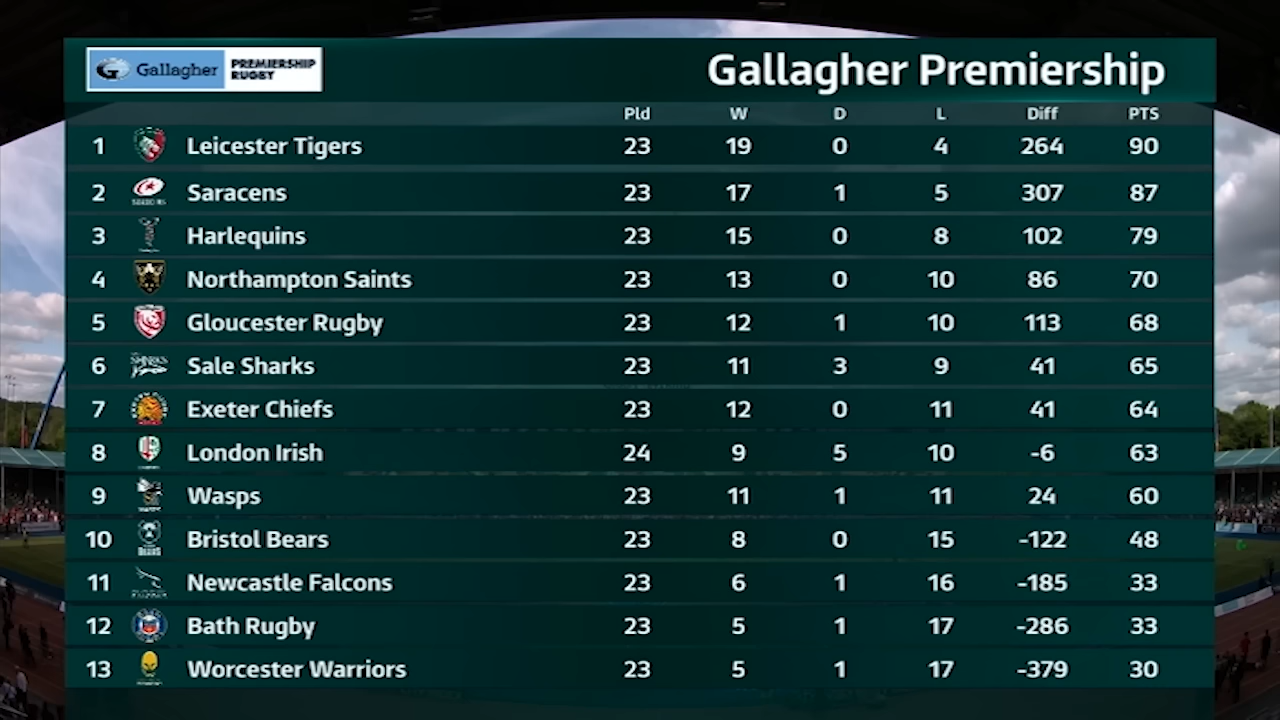 Gallagher PREMIERSHIP RUGBY Gallagher Premiership
Pld W D L Diff PTS
1 Leicester Tigers 23 19 0 4 264 90
2 Saracens 23 17 1 5 307 87
3 Harlequins 23 15 0 8 102 79
4 Northampton Saints 23 13 0 10 86 70
5 Gloucester Rugby 23 12 1 10 113 68
6 Sale Sharks 23 11 3 9 41 65
7 Exeter Chiefs 23 12 0 11 41 64
8 London Irish 24 9 5 10 -6 63
9 Wasps 23 11 1 11 24 60
10 Bristol Bears 23 8 0 15 -122 48
11 Newcastle Falcons 23 6 1 16 -185 33
12 Bath Rugby 23 5 1 17 -286 33
13 Worcester Warriors 23 5 1 17 -379 30